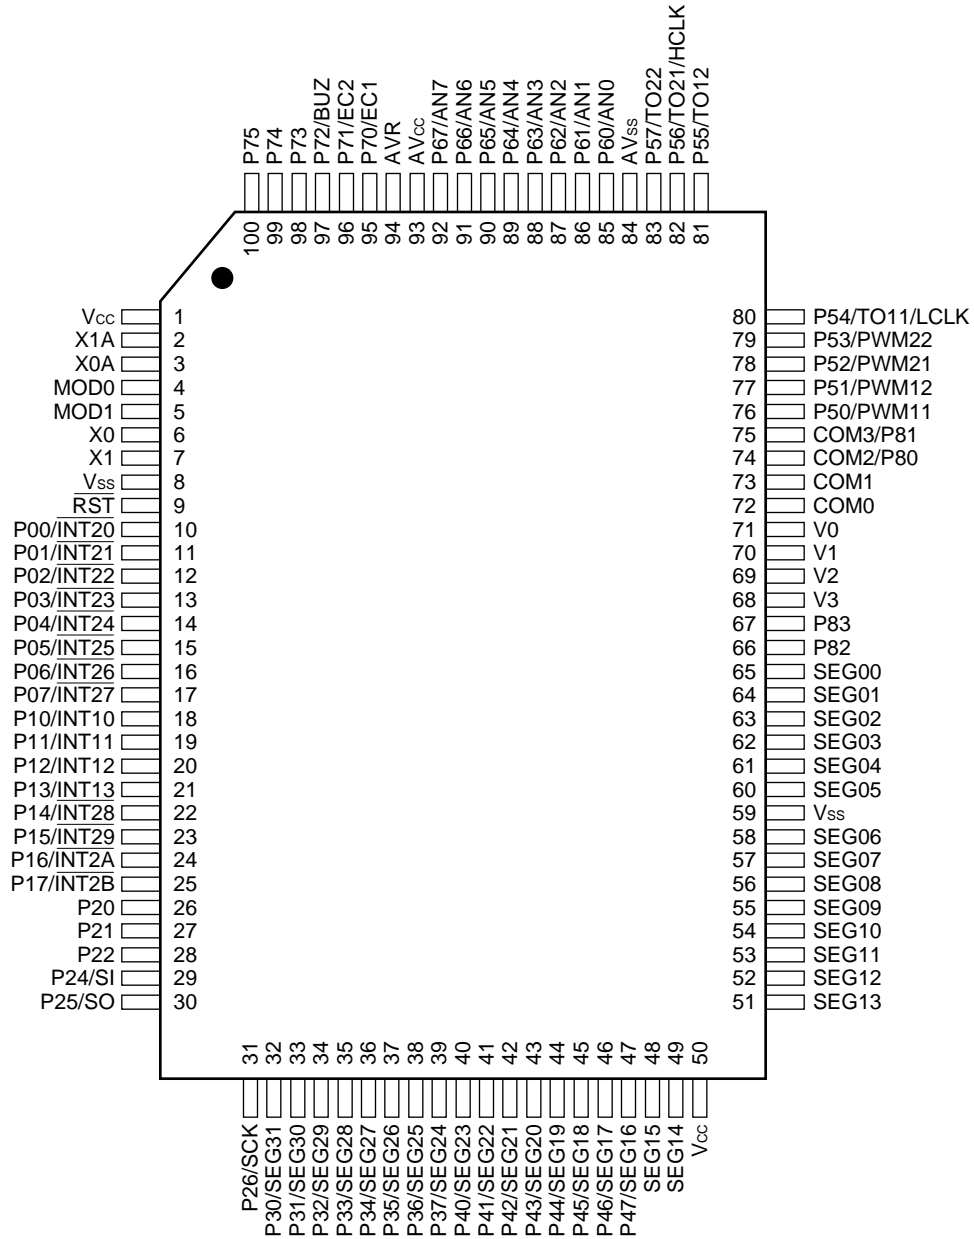 P75
P74
P73
P72/BUZ
P71/EC2
P70/EC1
AVR
AVcc
P67/AN7
P66/AN6
P65/AN5
P64/AN4
P63/AN3
P62/AN2
P61/AN1
P60/AN0
AVss
P57/TO22
P56/TO21/HCLK
P55/TO12
100
99
98
97
96
95
94
93
92
91
90
89
88
87
86
85
84
83
82
81
Vcc 1
X1A 2
X0A 3
MOD0 4
MOD1 5
X0 6
X1 7
Vss 8
RST 9
P00/INT20 10
P01/INT21 11
P02/INT22 12
P03/INT23 13
P04/INT24 14
P05/INT25 15
P06/INT26 16
P07/INT27 17
P10/INT10 18
P11/INT11 19
P12/INT12 20
P13/INT13 21
P14/INT28 22
P15/INT29 23
P16/INT2A 24
P17/INT2B 25
P20 26
P21 27
P22 28
P24/SI 29
P25/SO 30
80 P54/TO11/LCLK
79 P53/PWM22
78 P52/PWM21
77 P51/PWM12
76 P50/PWM11
75 COM3/P81
74 COM2/P80
73 COM1
72 COM0
71 V0
70 V1
69 V2
68 V3
67 P83
66 P82
65 SEG00
64 SEG01
63 SEG02
62 SEG03
61 SEG04
60 SEG05
59 Vss
58 SEG06
57 SEG07
56 SEG08
55 SEG09
54 SEG10
53 SEG11
52 SEG12
51 SEG13
31
32
33
34
35
36
37
38
39
40
41
42
43
44
45
46
47
48
49
50
P26/SCK
P30/SEG31
P31/SEG30
P32/SEG29
P33/SEG28
P34/SEG27
P35/SEG26
P36/SEG25
P37/SEG24
P40/SEG23
P41/SEG22
P42/SEG21
P43/SEG20
P44/SEG19
P45/SEG18
P46/SEG17
P47/SEG16
SEG15
SEG14
Vcc